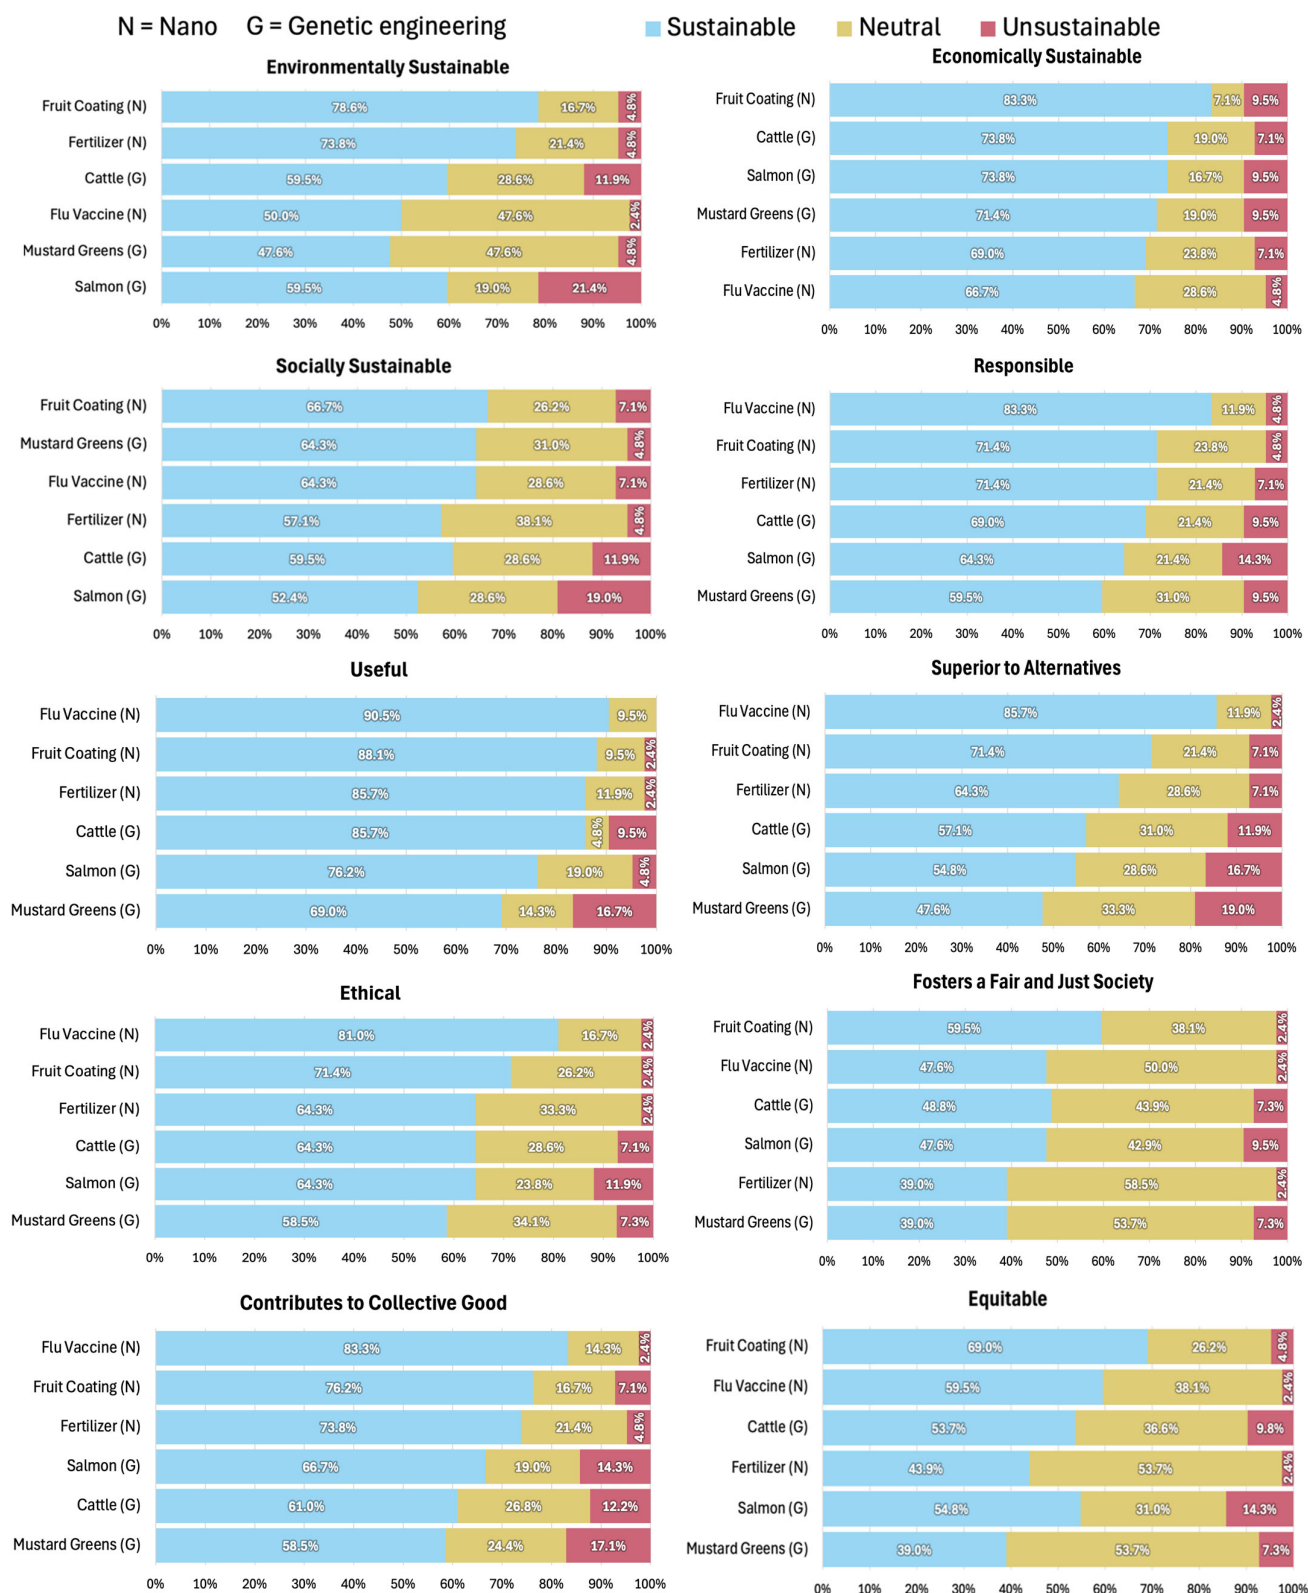 N = Nano G = Genetic engineering
Sustainable Neutral Unsustainable
Environmentally Sustainable
Fruit Coating (N) 78.6% 16.7% 4.8%
Fertilizer (N) 73.8% 21.4% 4.8%
Cattle (G) 59.5% 28.6% 11.9%
Flu Vaccine (N) 50.0% 47.6% 2.4%
Mustard Greens (G) 47.6% 47.6% 4.8%
Salmon (G) 59.5% 19.0% 21.4%
0% 10% 20% 30% 40% 50% 60% 70% 80% 90% 100%
Economically Sustainable
Fruit Coating (N) 83.3% 7.1% 9.5%
Cattle (G) 73.8% 19.0% 7.1%
Salmon (G) 73.8% 16.7% 9.5%
Mustard Greens (G) 71.4% 19.0% 9.5%
Fertilizer (N) 69.0% 23.8% 7.1%
Flu Vaccine (N) 66.7% 28.6% 4.8%
0% 10% 20% 30% 40% 50% 60% 70% 80% 90% 100%
Socially Sustainable
Fruit Coating (N) 66.7% 26.2% 7.1%
Mustard Greens (G) 64.3% 31.0% 4.8%
Flu Vaccine (N) 64.3% 28.6% 7.1%
Fertilizer (N) 57.1% 38.1% 4.8%
Cattle (G) 59.5% 28.6% 11.9%
Salmon (G) 52.4% 28.6% 19.0%
0% 10% 20% 30% 40% 50% 60% 70% 80% 90% 100%
Responsible
Flu Vaccine (N) 83.3% 11.9% 4.8%
Fruit Coating (N) 71.4% 23.8% 4.8%
Fertilizer (N) 71.4% 21.4% 7.1%
Cattle (G) 69.0% 21.4% 9.5%
Salmon (G) 64.3% 21.4% 14.3%
Mustard Greens (G) 59.5% 31.0% 9.5%
0% 10% 20% 30% 40% 50% 60% 70% 80% 90% 100%
Useful
Flu Vaccine (N) 90.5% 9.5%
Fruit Coating (N) 88.1% 9.5% 2.4%
Fertilizer (N) 85.7% 11.9% 2.4%
Cattle (G) 85.7% 4.8% 9.5%
Salmon (G) 76.2% 19.0% 4.8%
Mustard Greens (G) 69.0% 14.3% 16.7%
0% 10% 20% 30% 40% 50% 60% 70% 80% 90% 100%
Superior to Alternatives
Flu Vaccine (N) 85.7% 11.9% 2.4%
Fruit Coating (N) 71.4% 21.4% 7.1%
Fertilizer (N) 64.3% 28.6% 7.1%
Cattle (G) 57.1% 31.0% 11.9%
Salmon (G) 54.8% 28.6% 16.7%
Mustard Greens (G) 47.6% 33.3% 19.0%
0% 10% 20% 30% 40% 50% 60% 70% 80% 90% 100%
Ethical
Flu Vaccine (N) 81.0% 16.7% 2.4%
Fruit Coating (N) 71.4% 26.2% 2.4%
Fertilizer (N) 64.3% 33.3% 2.4%
Cattle (G) 64.3% 28.6% 7.1%
Salmon (G) 64.3% 23.8% 11.9%
Mustard Greens (G) 58.5% 34.1% 7.3%
0% 10% 20% 30% 40% 50% 60% 70% 80% 90% 100%
Fosters a Fair and Just Society
Fruit Coating (N) 59.5% 38.1% 2.4%
Flu Vaccine (N) 47.6% 50.0% 2.4%
Cattle (G) 48.8% 43.9% 7.3%
Salmon (G) 47.6% 42.9% 9.5%
Fertilizer (N) 39.0% 58.5% 2.4%
Mustard Greens (G) 39.0% 53.7% 7.3%
0% 10% 20% 30% 40% 50% 60% 70% 80% 90% 100%
Contributes to Collective Good
Flu Vaccine (N) 83.3% 14.3% 2.4%
Fruit Coating (N) 76.2% 16.7% 7.1%
Fertilizer (N) 73.8% 21.4% 4.8%
Salmon (G) 66.7% 19.0% 14.3%
Cattle (G) 61.0% 26.8% 12.2%
Mustard Greens (G) 58.5% 24.4% 17.1%
0% 10% 20% 30% 40% 50% 60% 70% 80% 90% 100%
Equitable
Fruit Coating (N) 69.0% 26.2% 4.8%
Flu Vaccine (N) 59.5% 38.1% 2.4%
Cattle (G) 53.7% 36.6% 9.8%
Fertilizer (N) 43.9% 53.7% 2.4%
Salmon (G) 54.8% 31.0% 14.3%
Mustard Greens (G) 39.0% 53.7% 7.3%
0% 10% 20% 30% 40% 50% 60% 70% 80% 90% 100%